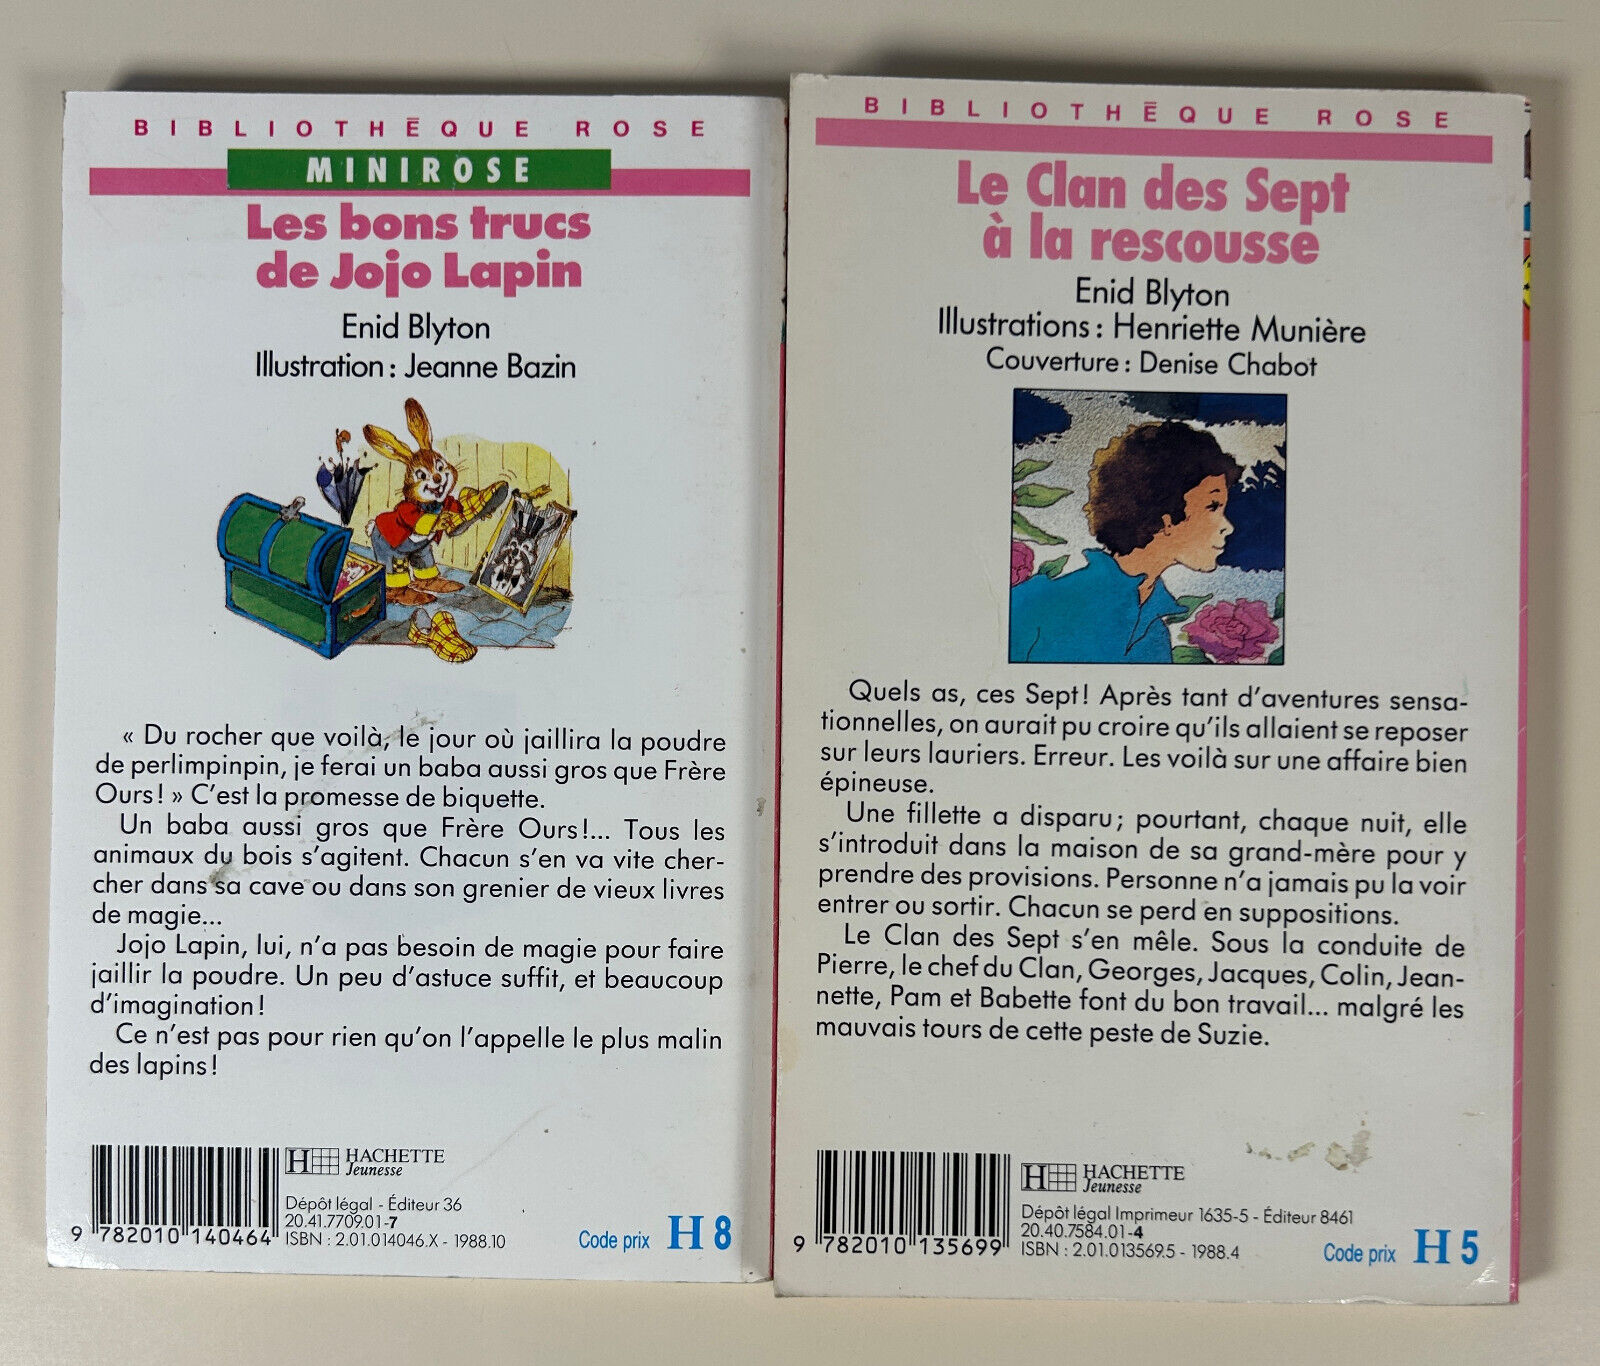 BIBLIOTHĒQUE ROSE
MINIROSE
Les bons trucs
de Jojo Lapin
Enid Blyton
Illustration : Jeanne Bazin
« Du rocher que voilà, le jour où jaillira la poudre
de perlimpinpin, je ferai un baba aussi gros que Frère
Ours ! » C'est la promesse de biquette.
Un baba aussi gros que Frère Ours !... Tous les
animaux du bois s'agitent. Chacun s'en va vite cher-
cher dans sa cave ou dans son grenier de vieux livres
de magie...
Jojo Lapin, lui, n'a pas besoin de magie pour faire
jaillir la poudre. Un peu d'astuce suffit, et beaucoup
d'imagination !
Ce n'est pas pour rien qu'on l'appelle le plus malin
des lapins !
H HACHETTE
Jeunesse
Dépôt légal - Éditeur 36
20.41.7709.01-7
ISBN : 2.01.014046.X - 1988.10
9 782010 140464
Code prix H 8
BIBLIOTHĒQUE ROSE
Le Clan des Sept
à la rescousse
Enid Blyton
Illustrations : Henriette Munière
Couverture : Denise Chabot
Quels as, ces Sept ! Après tant d'aventures sensa-
tionnelles, on aurait pu croire qu'ils allaient se reposer
sur leurs lauriers. Erreur. Les voilà sur une affaire bien
épineuse.
Une fillette a disparu ; pourtant, chaque nuit, elle
s'introduit dans la maison de sa grand-mère pour y
prendre des provisions. Personne n'a jamais pu la voir
entrer ou sortir. Chacun se perd en suppositions.
Le Clan des Sept s'en mêle. Sous la conduite de
Pierre, le chef du Clan, Georges, Jacques, Colin, Jean-
nette, Pam et Babette font du bon travail... malgré les
mauvais tours de cette peste de Suzie.
H HACHETTE
Jeunesse
Dépôt légal Imprimeur 1635-5 - Éditeur 8461
20.40.7584.01-4
ISBN : 2.01.013569.5 - 1988.4
9 782010 135699
Code prix H 5